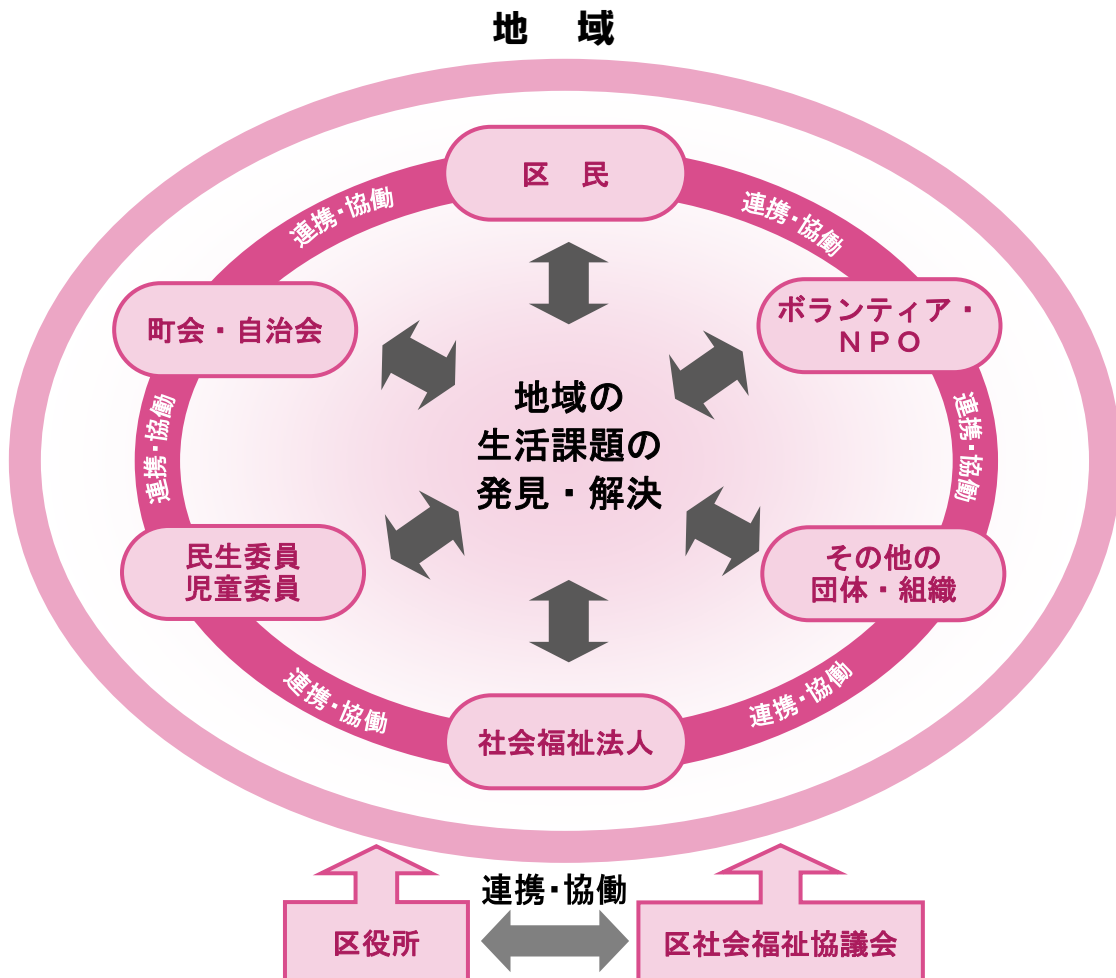 地　域
区　民
連携・協働
連携・協働
町会・自治会
ボランティア・
ＮＰＯ
地域の
生活課題の
発見・解決
連携・協働
連携・協働
民生委員
児童委員
その他の
団体・組織
連携・協働
連携・協働
社会福祉法人
連携・協働
区役所
区社会福祉協議会